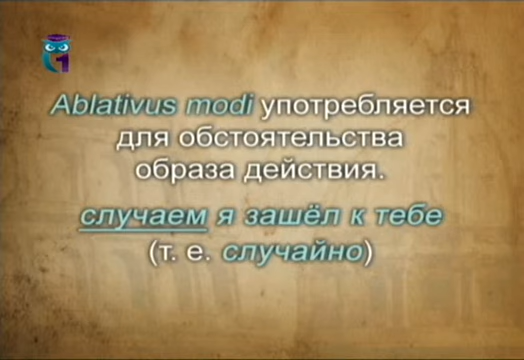 Ablativus modi употребляется
для обстоятельства
образа действия.
случаем я зашёл к тебе
(т. е. случайно)